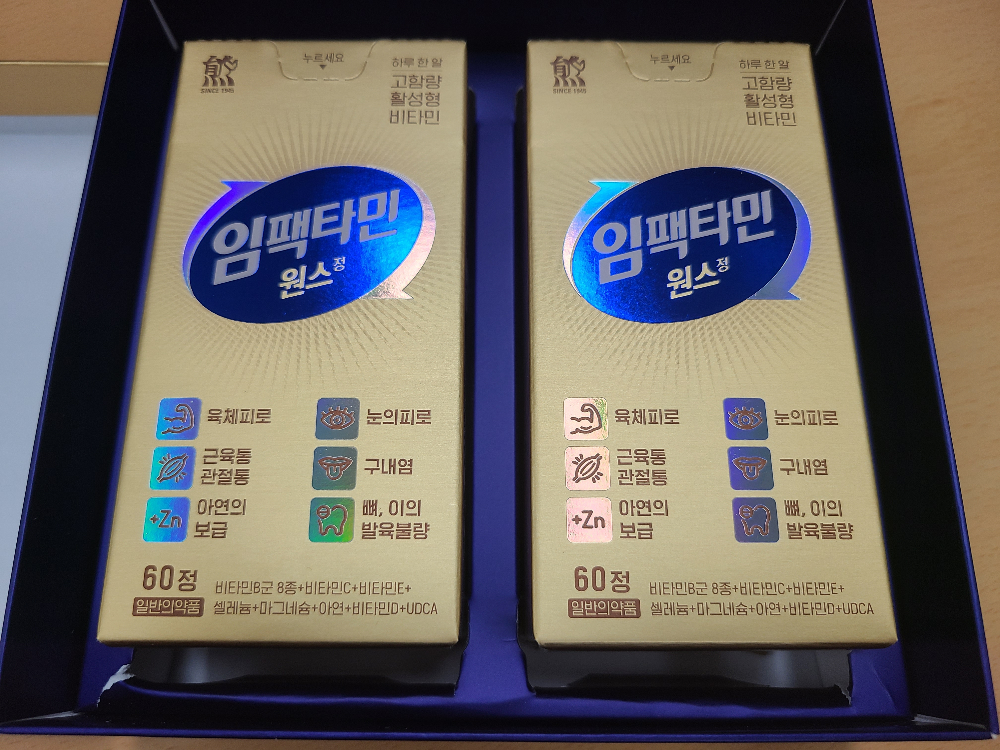 熊
SINCE 1945
누르세요
하루 한 알
고함량
활성형
비타민
임팩타민
원스정
육체피로
눈의피로
근육통
관절통
구내염
+Zn
아연의
보급
뼈, 이의
발육불량
60정
일반의약품
비타민B군 8종+비타민C+비타민E+
셀레늄+마그네슘+아연+비타민D+UDCA
熊
SINCE 1945
누르세요
하루 한 알
고함량
활성형
비타민
임팩타민
원스정
육체피로
눈의피로
근육통
관절통
구내염
+Zn
아연의
보급
뼈, 이의
발육불량
60정
일반의약품
비타민B군 8종+비타민C+비타민E+
셀레늄+마그네슘+아연+비타민D+UDCA